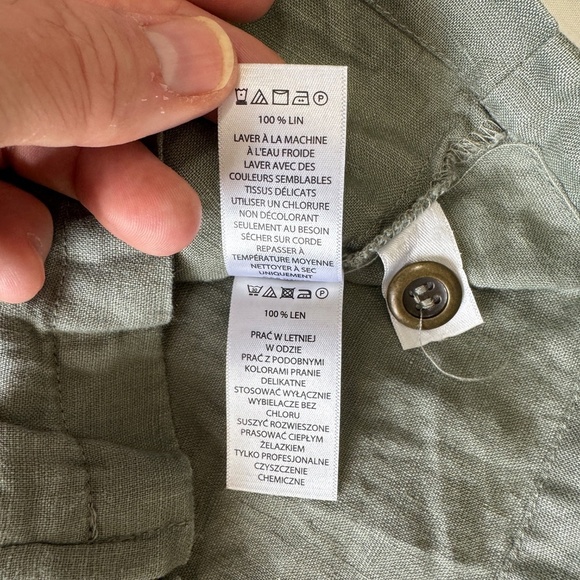 100 % LIN
LAVER À LA MACHINE
À L'EAU FROIDE
LAVER AVEC DES
COULEURS SEMBLABLES
TISSUS DÉLICATS
UTILISER UN CHLORURE
NON DÉCOLORANT
SEULEMENT AU BESOIN
SÉCHER SUR CORDE
REPASSER À
TEMPÉRATURE MOYENNE
NETTOYER À SEC
UNIQUEMENT
P
100 % LEN
PRAĆ W LETNIEJ
W ODZIE
PRAĆ Z PODOBNYMI
KOLORAMI PRANIE
DELIKATNE
STOSOWAĆ WYŁĄCZNIE
WYBIELACZE BEZ
CHLORU
SUSZYĆ ROZWIESZONE
PRASOWAĆ CIEPŁYM
ŻELAZKIEM
TYLKO PROFESJONALNE
CZYSZCZENIE
CHEMICZNE